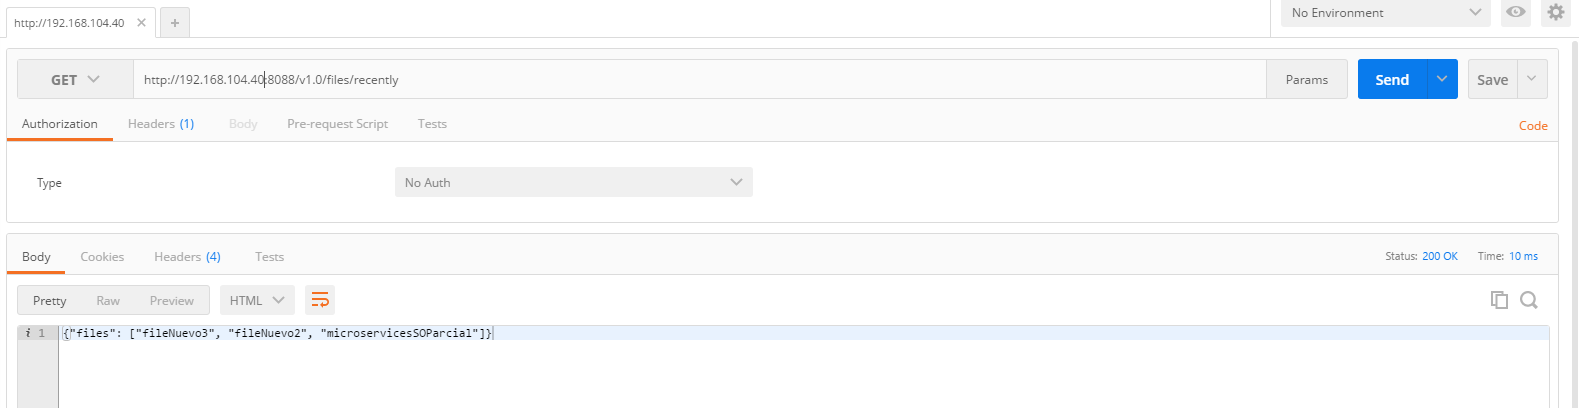 http://192.168.104.40
No Environment
GET
http://192.168.104.40:8088/v1.0/files/recently
Params
Send
Save
Authorization
Headers (1)
Body
Pre-request Script
Tests
Code
Type
No Auth
Body
Cookies
Headers (4)
Tests
Status: 200 OK
Time: 10 ms
Pretty
Raw
Preview
HTML
i 1
{"files": ["fileNuevo3", "fileNuevo2", "microservicesSOParcial"]}